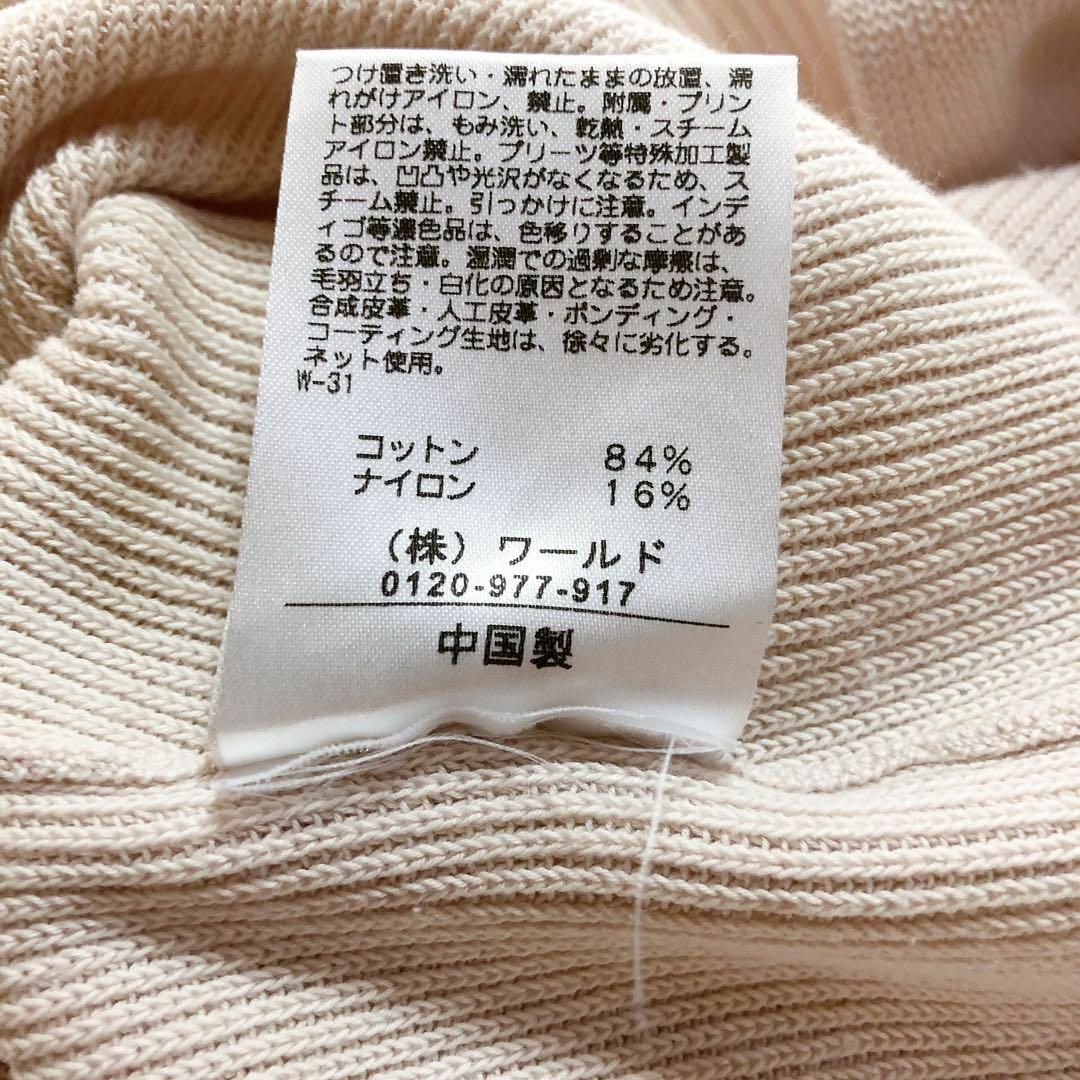 つけ置き洗い・濡れたままの放置、濡
れがけアイロン、禁止。附属・プリン
ト部分は、もみ洗い、乾熱・スチーム
アイロン禁止。プリーツ等特殊加工製
品は、凹凸や光沢がなくなるため、ス
チーム禁止。引っかけに注意。インデ
ィゴ等濃色品は、色移りすることがあ
るので注意。湿潤での過剰な摩擦は、
毛羽立ち・白化の原因となるため注意。
合成皮革・人工皮革・ボンディング・
コーディング生地は、徐々に劣化する。
ネット使用。
W-31
コットン 84%
ナイロン 16%
(株) ワールド
0120-977-917
中国製